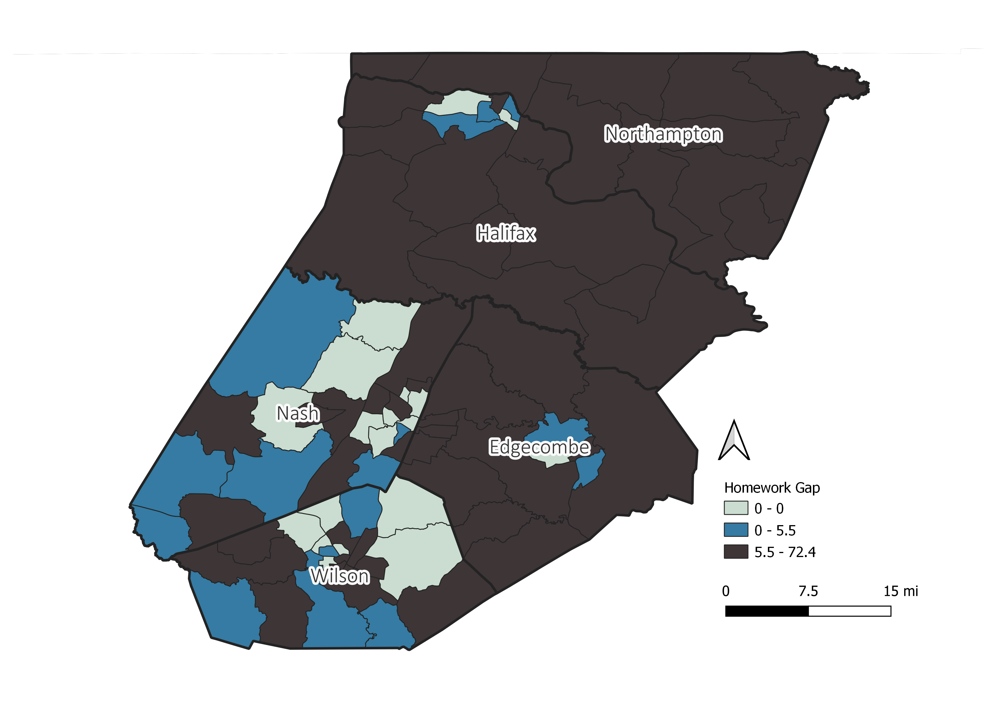 Northampton
Halifax
Nash
Edgecombe
Wilson
Homework Gap
0 - 0
0 - 5.5
5.5 - 72.4
0 7.5 15 mi